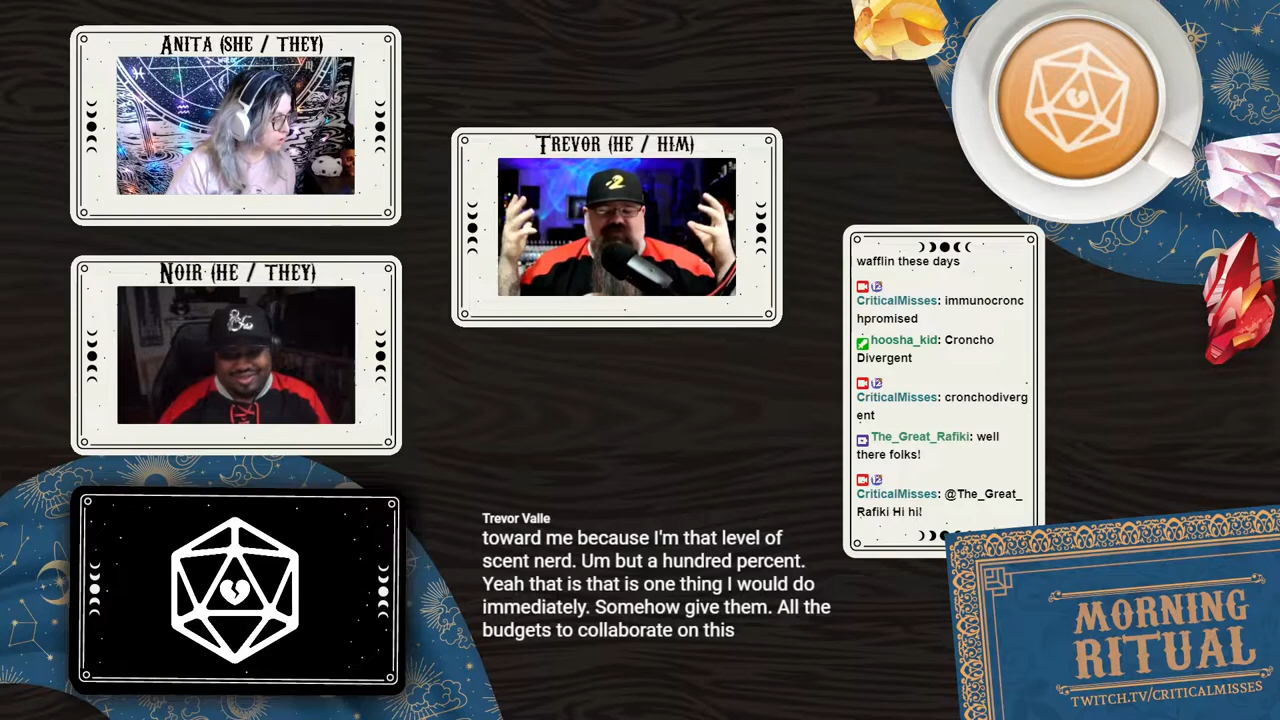 ANITA (SHE / THEY)
TREVOR (HE / HIM)
NOIR (HE / THEY)
wafflin these days
CriticalMisses: immunocronc
hpromised
hoosha_kid: Croncho
Divergent
CriticalMisses: cronchodiverg
ent
The_Great_Rafiki: well
there folks!
CriticalMisses: @The_Great_
Rafiki Hi hi!
Trevor Valle
toward me because I'm that level of
scent nerd. Um but a hundred percent.
Yeah that is that is one thing I would do
immediately. Somehow give them. All the
budgets to collaborate on this
MORNING
RITUAL
TWITCH.TV/CRITICALMISSES